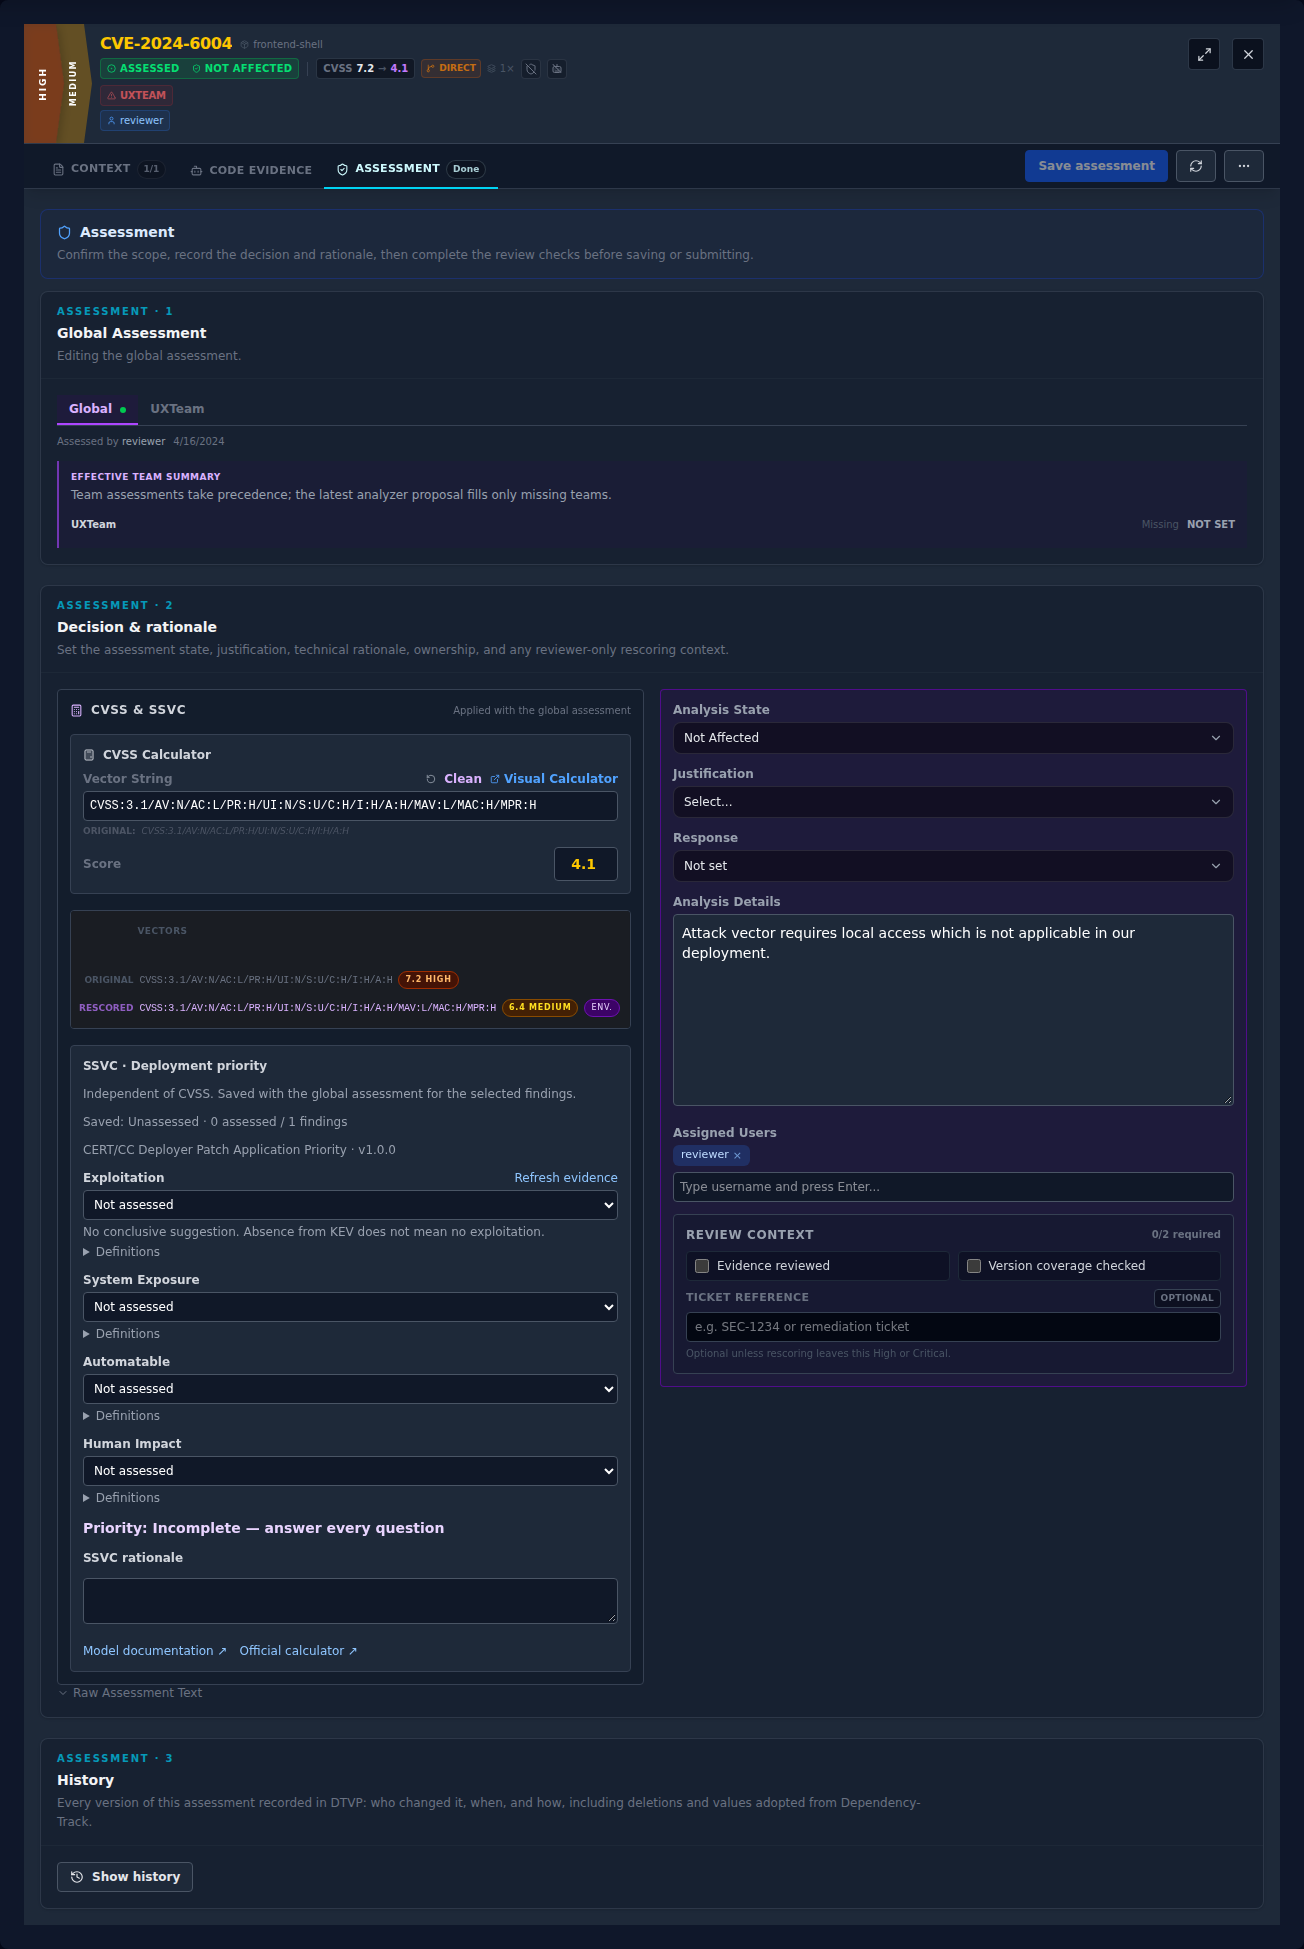 HIGH
MEDIUM
CVE-2024-6004 frontend-shell
ASSESSED NOT AFFECTED CVSS 7.2 → 4.1 DIRECT 1×
UXTEAM
reviewer
CONTEXT 1/1 CODE EVIDENCE ASSESSMENT Done Save assessment ...
Assessment
Confirm the scope, record the decision and rationale, then complete the review checks before saving or submitting.
ASSESSMENT · 1
Global Assessment
Editing the global assessment.
Global UXTeam
Assessed by reviewer 4/16/2024
EFFECTIVE TEAM SUMMARY
Team assessments take precedence; the latest analyzer proposal fills only missing teams.
UXTeam Missing NOT SET
ASSESSMENT · 2
Decision & rationale
Set the assessment state, justification, technical rationale, ownership, and any reviewer-only rescoring context.
CVSS & SSVC Applied with the global assessment
CVSS Calculator
Vector String Clean Visual Calculator
CVSS:3.1/AV:N/AC:L/PR:H/UI:N/S:U/C:H/I:H/A:H/MAV:L/MAC:H/MPR:H
ORIGINAL: CVSS:3.1/AV:N/AC:L/PR:H/UI:N/S:U/C:H/I:H/A:H
Score 4.1
VECTORS
ORIGINAL CVSS:3.1/AV:N/AC:L/PR:H/UI:N/S:U/C:H/I:H/A:H 7.2 HIGH
RESCORED CVSS:3.1/AV:N/AC:L/PR:H/UI:N/S:U/C:H/I:H/A:H/MAV:L/MAC:H/MPR:H 6.4 MEDIUM ENV.
SSVC · Deployment priority
Independent of CVSS. Saved with the global assessment for the selected findings.
Saved: Unassessed · 0 assessed / 1 findings
CERT/CC Deployer Patch Application Priority · v1.0.0
Exploitation Refresh evidence
Not assessed
No conclusive suggestion. Absence from KEV does not mean no exploitation.
Definitions
System Exposure
Not assessed
Definitions
Automatable
Not assessed
Definitions
Human Impact
Not assessed
Definitions
Priority: Incomplete — answer every question
SSVC rationale
Model documentation ↗ Official calculator ↗
Raw Assessment Text
Analysis State
Not Affected
Justification
Select...
Response
Not set
Analysis Details
Attack vector requires local access which is not applicable in our
deployment.
Assigned Users
reviewer ×
Type username and press Enter...
REVIEW CONTEXT 0/2 required
Evidence reviewed Version coverage checked
TICKET REFERENCE OPTIONAL
e.g. SEC-1234 or remediation ticket
Optional unless rescoring leaves this High or Critical.
ASSESSMENT · 3
History
Every version of this assessment recorded in DTVP: who changed it, when, and how, including deletions and values adopted from Dependency-
Track.
Show history